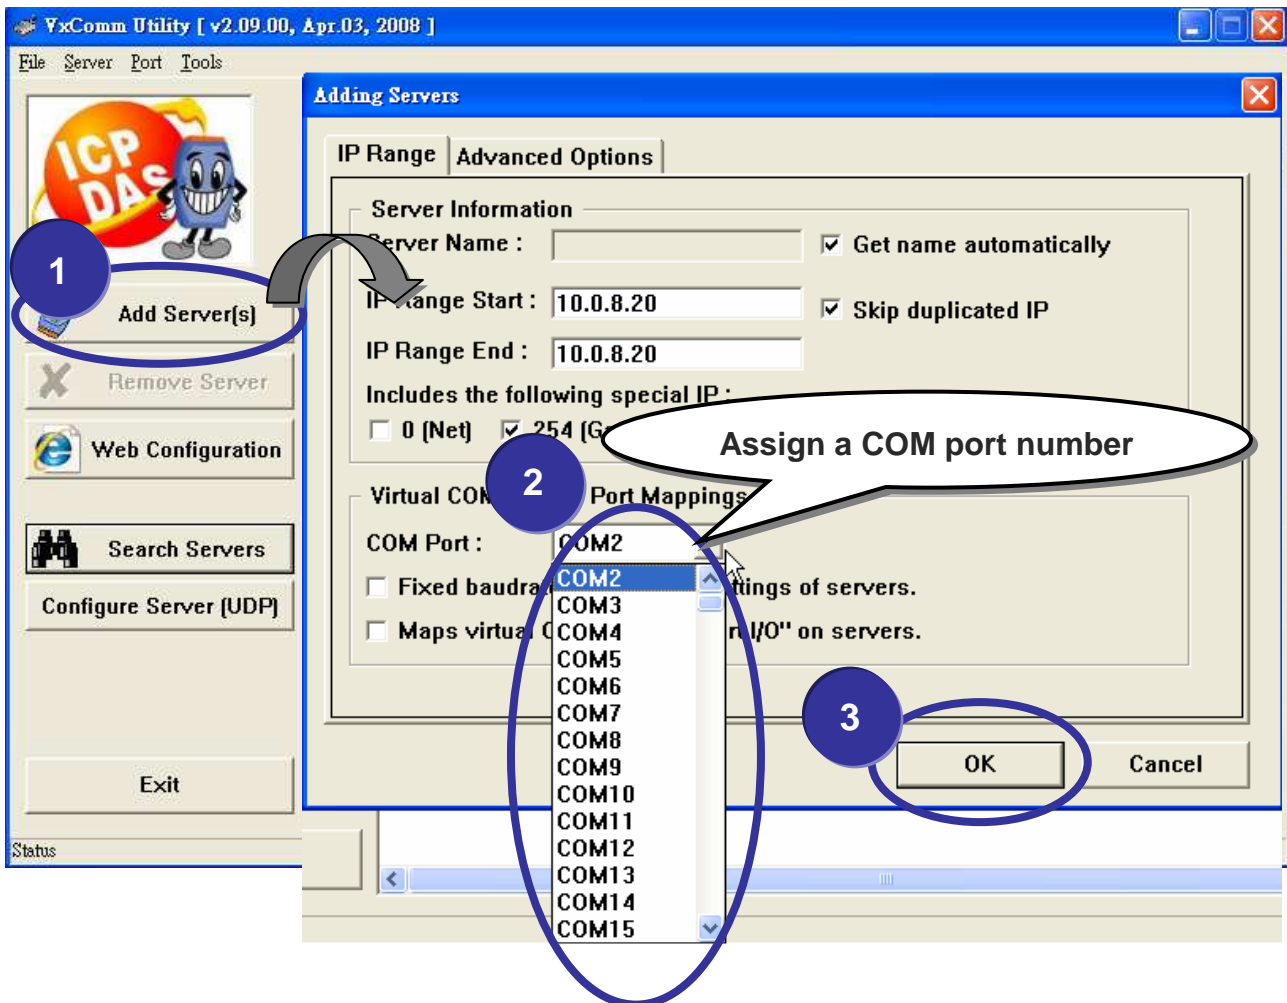 VxComm Utility [ v2.09.00, Apr.03, 2008 ]
File Server Port Tools
ICP
DAS
1
Add Server(s)
Remove Server
Web Configuration
Search Servers
Configure Server (UDP)
Exit
Status
Adding Servers
IP Range Advanced Options
Server Information
Server Name : Get name automatically
IP Range Start : 10.0.8.20 Skip duplicated IP
IP Range End : 10.0.8.20
Includes the following special IP :
0 (Net) 254
Assign a COM port number
2
Virtual COM Port Mappings
COM Port : COM2
Fixed of servers.
Maps virtual on servers.
COM2
COM3
COM4
COM5
COM6
COM7
COM8
COM9
COM10
COM11
COM12
COM13
COM14
COM15
3
OK Cancel